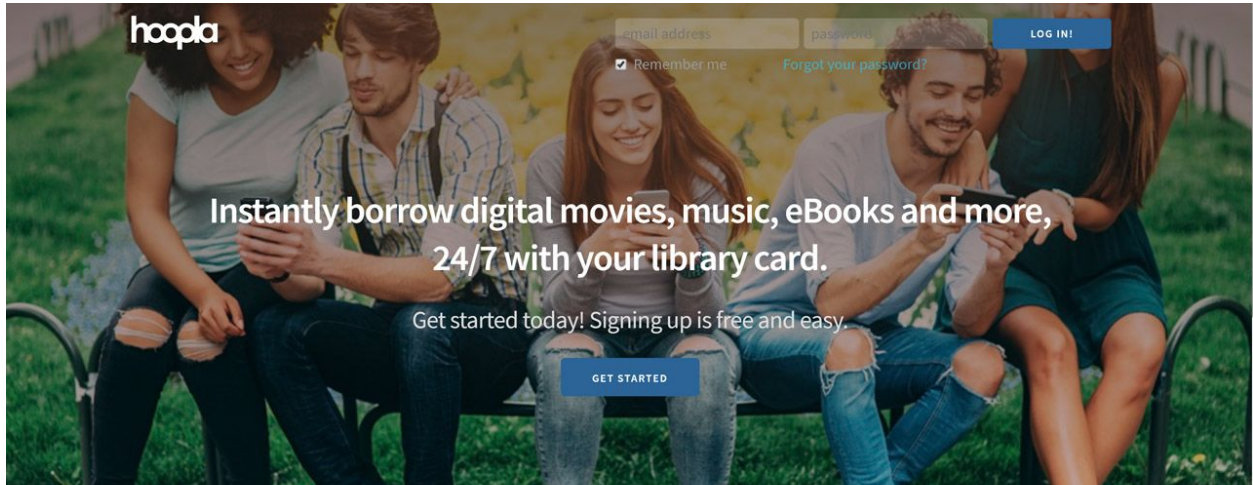 hoopla
email address
password
LOG IN!
Remember me
Forgot your password?
Instantly borrow digital movies, music, eBooks and more,
24/7 with your library card.
Get started today! Signing up is free and easy.
GET STARTED